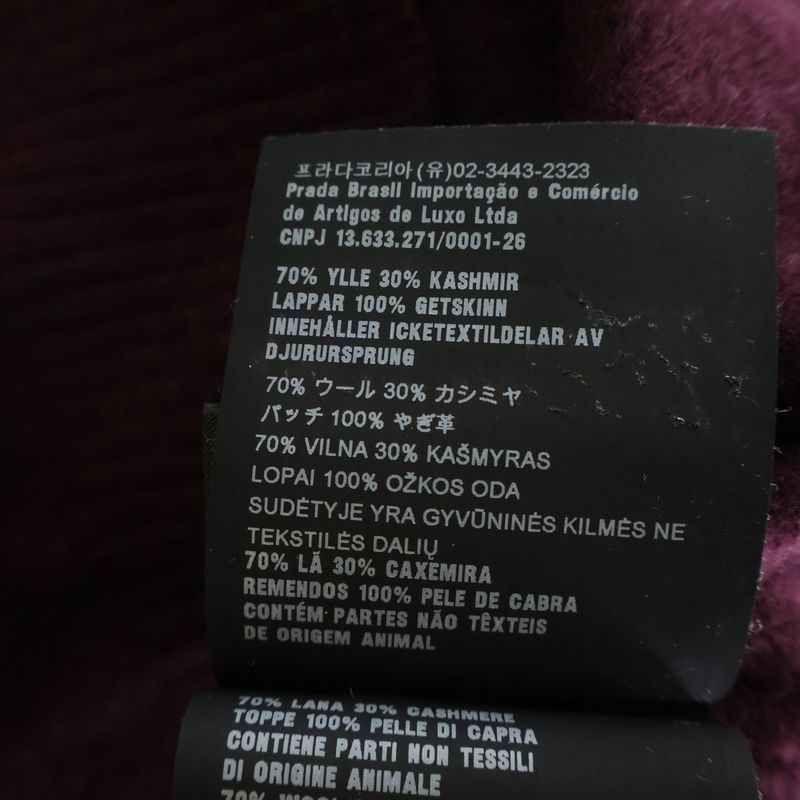 프라다코리아(유)02-3443-2323
Prada Brasil Importação e Comércio
de Artigos de Luxo Ltda
CNPJ 13.633.271/0001-26
70% YLLE 30% KASHMIR
LAPPAR 100% GETSKINN
INNEHÅLLER ICKETEXTILDELAR AV
DJURURSPRUNG
70% ウール 30% カシミヤ
パッチ 100% やぎ革
70% VILNA 30% KAŠMYRAS
LOPAI 100% OŽKOS ODA
SUDĖTYJE YRA GYVŪNINĖS KILMĖS NE
TEKSTILĖS DALIŲ
70% LÃ 30% CAXEMIRA
REMENDOS 100% PELE DE CABRA
CONTÉM PARTES NÃO TÊXTEIS
DE ORIGEM ANIMAL
70% LANA 30% CASHMERE
TOPPE 100% PELLE DI CAPRA
CONTIENE PARTI NON TESSILI
DI ORIGINE ANIMALE
70%